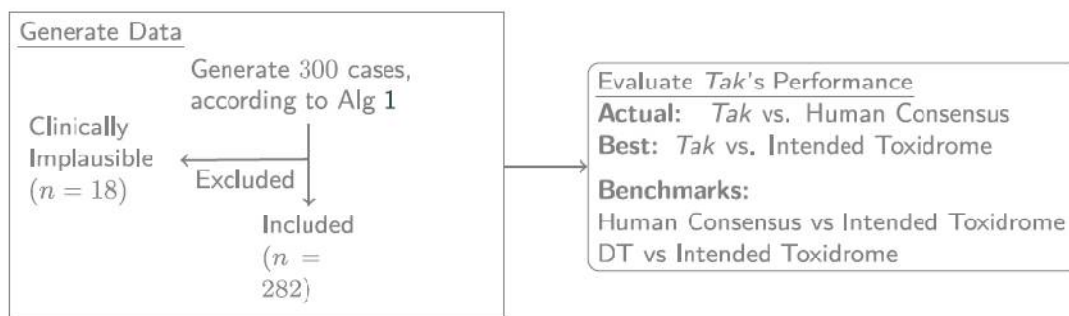 Generate Data
Generate 300 cases,
according to Alg 1
Clinically
Implausible
(n = 18)
Excluded
Included
(n =
282)
Evaluate Tak's Performance
Actual: Tak vs. Human Consensus
Best: Tak vs. Intended Toxidrome
Benchmarks:
Human Consensus vs Intended Toxidrome
DT vs Intended Toxidrome